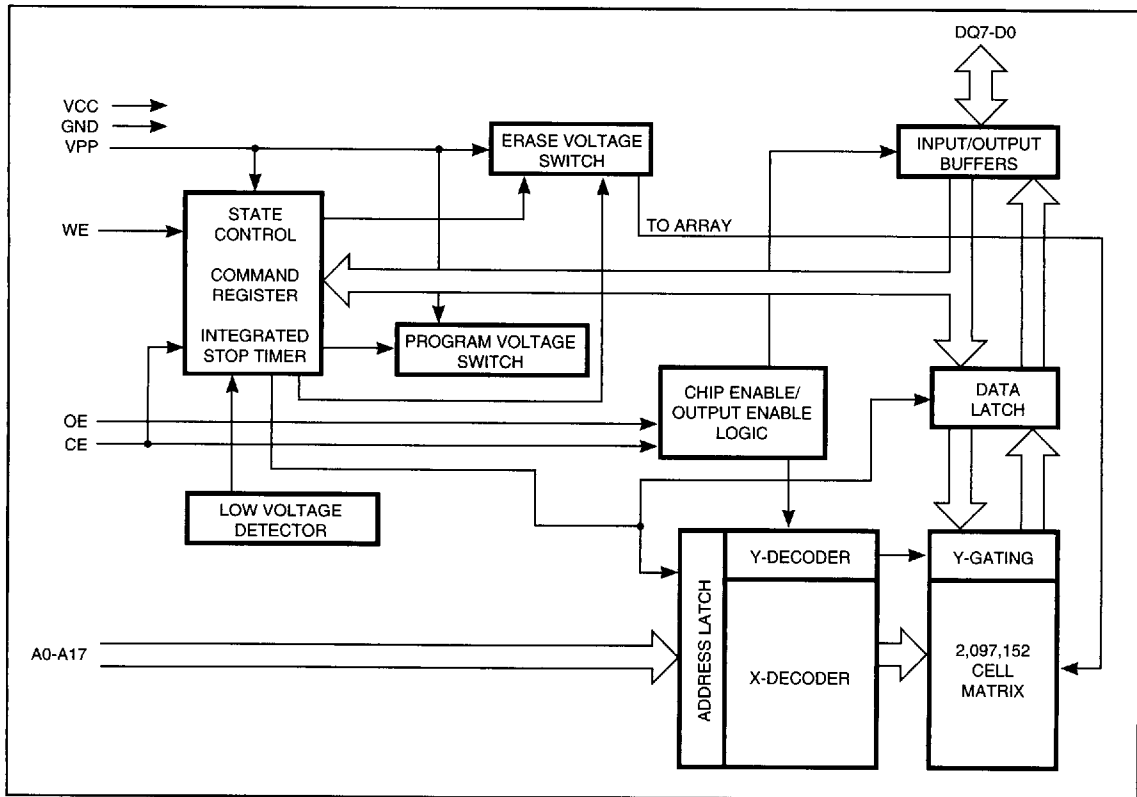 DQ7-D0
VCC
GND
VPP
ERASE VOLTAGE
SWITCH
INPUT/OUTPUT
BUFFERS
WE
STATE
CONTROL
COMMAND
REGISTER
INTEGRATED
STOP TIMER
TO ARRAY
PROGRAM VOLTAGE
SWITCH
CHIP ENABLE/
OUTPUT ENABLE
LOGIC
DATA
LATCH
OE
CE
LOW VOLTAGE
DETECTOR
ADDRESS LATCH
Y-DECODER
Y-GATING
A0-A17
X-DECODER
2,097,152
CELL
MATRIX